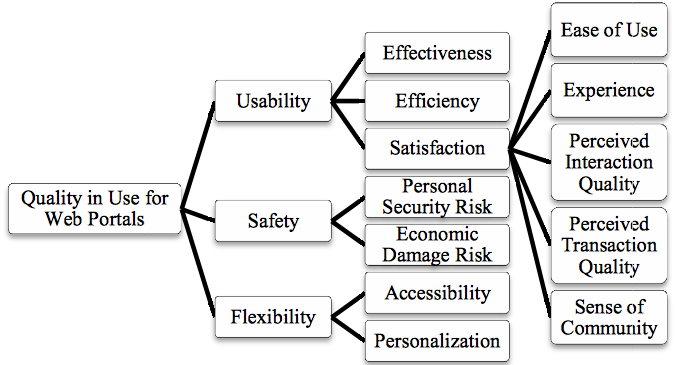 Quality in Use for
Web Portals
Usability
Safety
Flexibility
Effectiveness
Efficiency
Satisfaction
Personal
Security Risk
Economic
Damage Risk
Accessibility
Personalization
Ease of Use
Experience
Perceived
Interaction
Quality
Perceived
Transaction
Quality
Sense of
Community